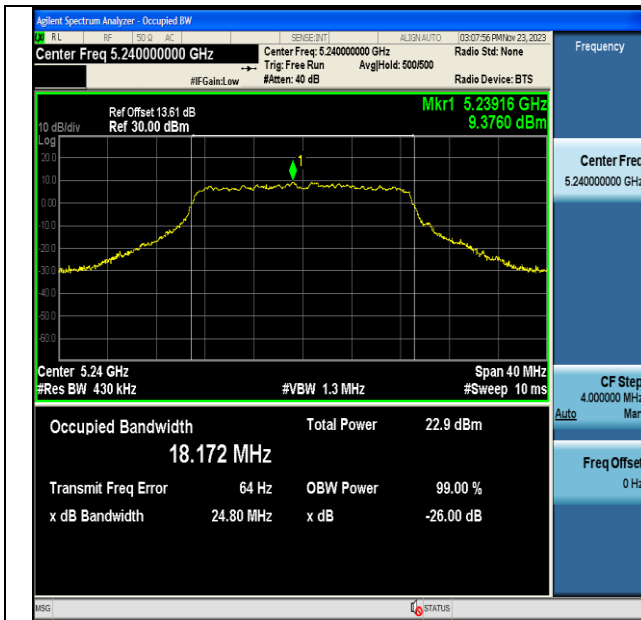 Agilent Spectrum Analyzer - Occupied BW
RL RF 50 Ω AC SENSE:INT ALIGN AUTO 03:07:56 PM Nov 23, 2023
Center Freq 5.240000000 GHz
Center Freq: 5.240000000 GHz
Radio Std: None
Trig: Free Run Avg|Hold: 500/500
#IFGain:Low #Atten: 40 dB Radio Device: BTS
Mkr1 5.23916 GHz
9.3760 dBm
Ref Offset 13.61 dB
10 dB/div Ref 30.00 dBm
Log
20.0
10.0
0.00
-10.0
-20.0
-30.0
-40.0
-50.0
-60.0
1
Center 5.24 GHz Span 40 MHz
#Res BW 430 kHz #VBW 1.3 MHz #Sweep 10 ms
Occupied Bandwidth Total Power 22.9 dBm
18.172 MHz
Transmit Freq Error 64 Hz OBW Power 99.00 %
x dB Bandwidth 24.80 MHz x dB -26.00 dB
MSG STATUS
Frequency
Center Freq
5.240000000 GHz
CF Step
4.000000 MHz
Auto Man
Freq Offset
0 Hz